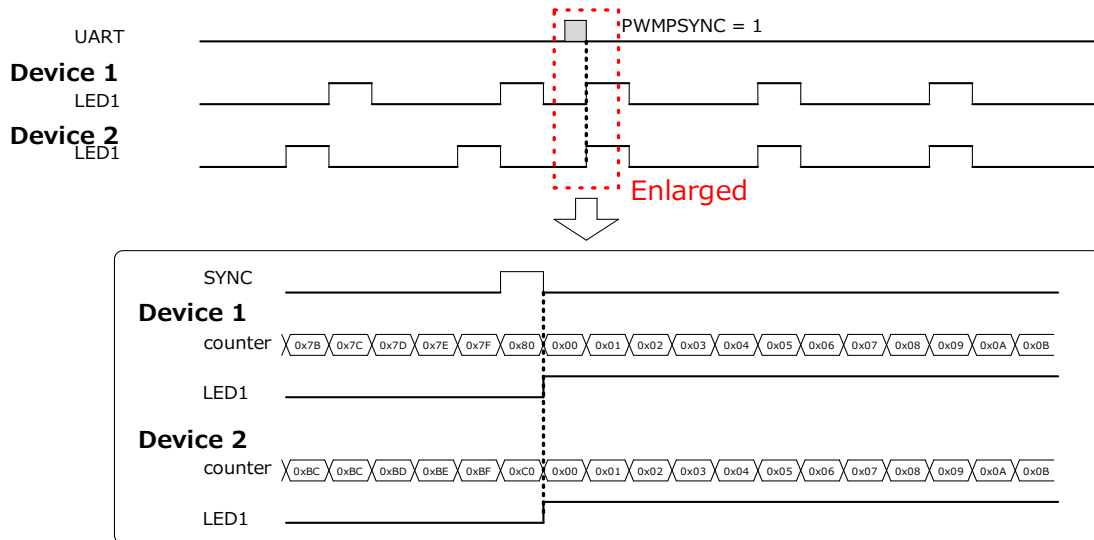 UART
PWMPSYNC = 1
Device 1
LED1
Device 2
LED1
Enlarged
SYNC
Device 1
counter 0x7B 0x7C 0x7D 0x7E 0x7F 0x80 0x00 0x01 0x02 0x03 0x04 0x05 0x06 0x07 0x08 0x09 0x0A 0x0B
LED1
Device 2
counter 0xBC 0xBC 0xBD 0xBE 0xBF 0xC0 0x00 0x01 0x02 0x03 0x04 0x05 0x06 0x07 0x08 0x09 0x0A 0x0B
LED1